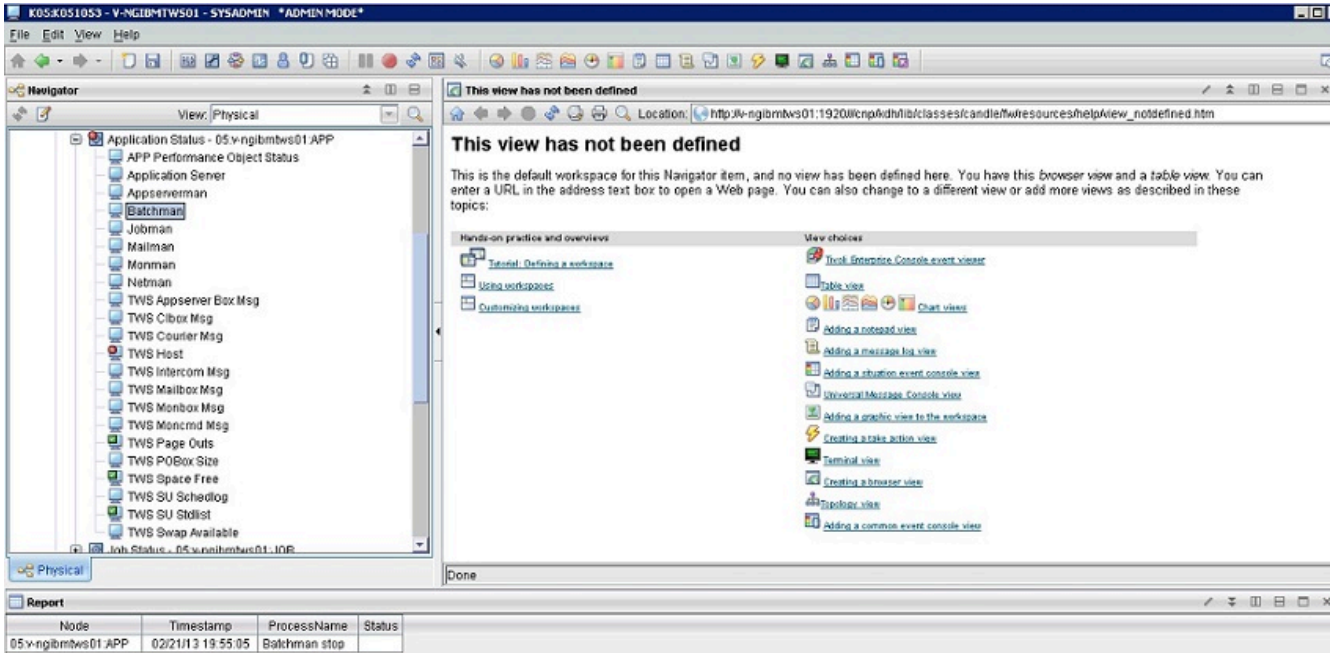 K05:K051053 - V-NGIBMTWS01 - SYSADMIN *ADMIN MODE*
File Edit View Help
Navigator
View: Physical
Application Status - 05:v-ngibmtws01:APP
APP Performance Object Status
Application Server
Appserverman
Batchman
Jobman
Mailman
Monman
Netman
TWS Appserver Box Msg
TWS Clbox Msg
TWS Courier Msg
TWS Host
TWS Intercom Msg
TWS Mailbox Msg
TWS Monbox Msg
TWS Moncmd Msg
TWS Page Outs
TWS POBox Size
TWS Space Free
TWS SU Schedlog
TWS SU Stdlist
TWS Swap Available
Job Status - 05:v-ngibmtws01:JOB
Physical
This view has not been defined
Location: http://v-ngibmtws01:1920///cnp/kdh/lib/classes/candle/fw/resources/help/view_notdefined.htm
This view has not been defined
This is the default workspace for this Navigator item, and no view has been defined here. You have this browser view and a table view. You can
enter a URL in the address text box to open a Web page. You can also change to a different view or add more views as described in these
topics:
Hands-on practice and overviews
Tutorial: Defining a workspace
Using workspaces
Customizing workspaces
View choices
Tivoli Enterprise Console event viewer
Table view
Chart views
Adding a notepad view
Adding a message log view
Adding a situation event console view
Universal Message Console view
Adding a graphic view to the workspace
Creating a take action view
Terminal view
Creating a browser view
Topology view
Adding a common event console view
Done
Report
Node Timestamp ProcessName Status
05:v-ngibmtws01:APP 02/21/13 19:55:05 Batchman stop